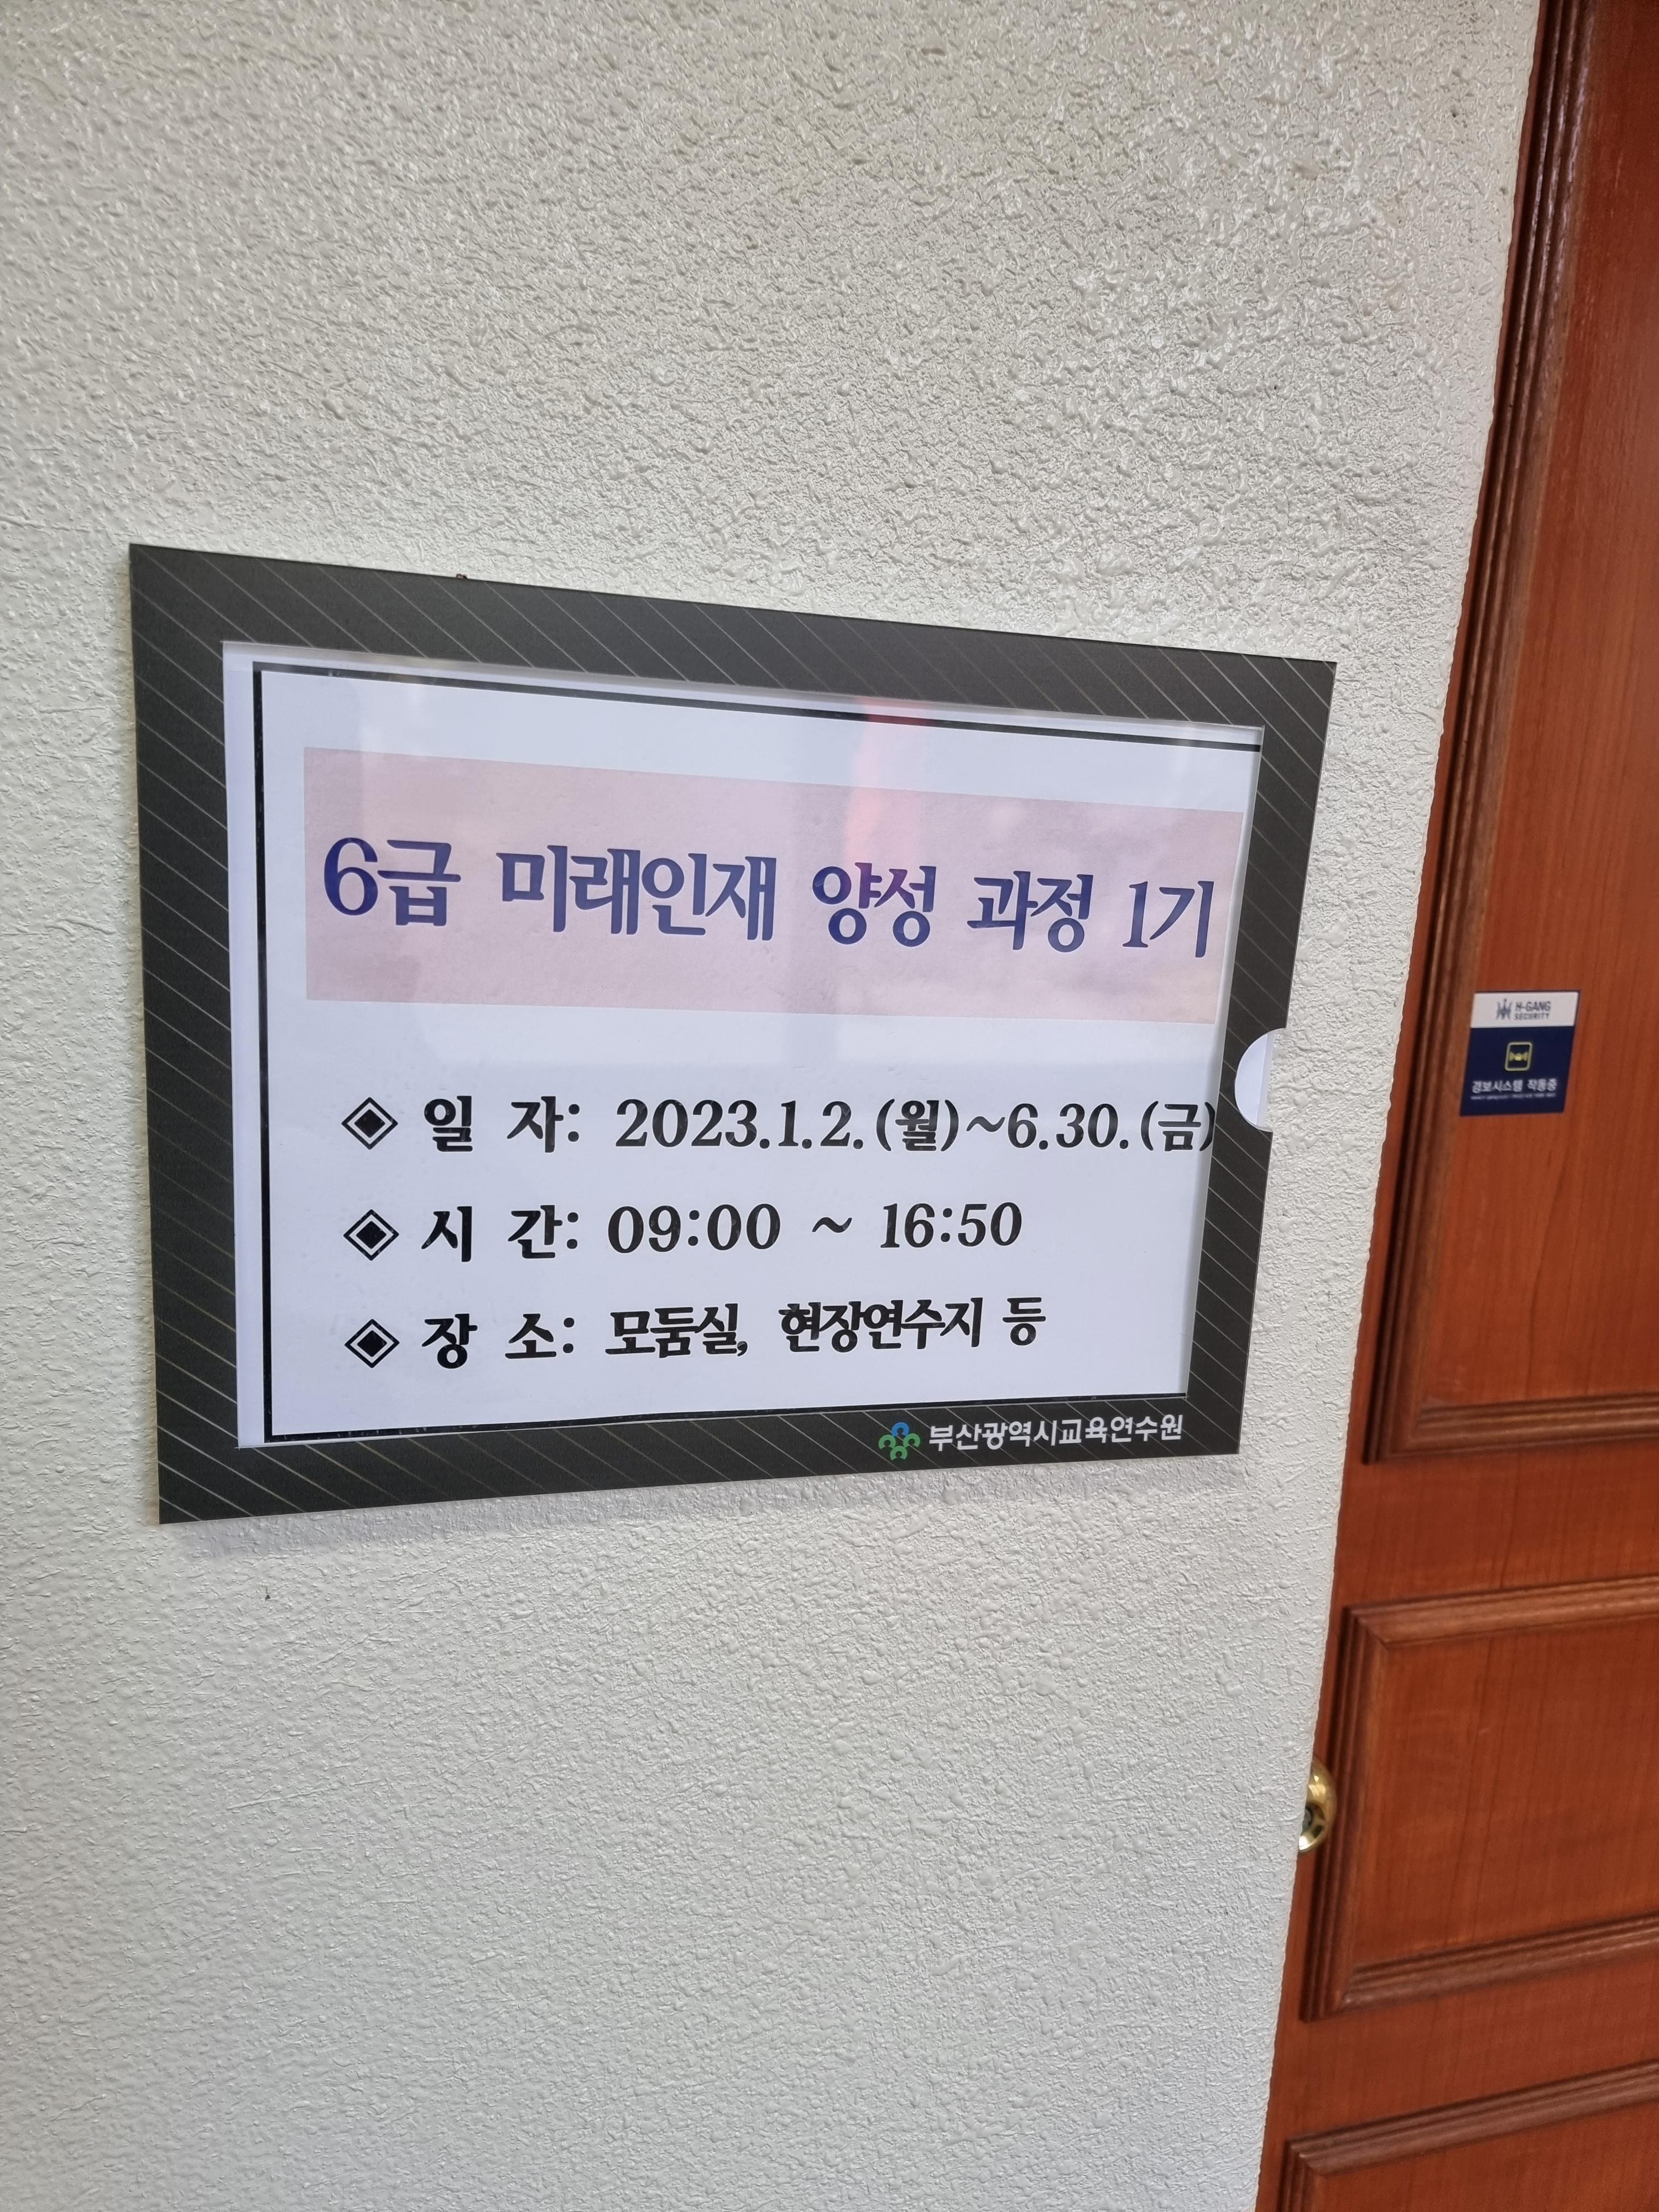 6급 미래인재 양성 과정 1기
◈ 일 자: 2023.1.2.(월)~6.30.(금)
◈ 시 간: 09:00 ~ 16:50
◈ 장 소: 모둠실, 현장연수지 등
부산광역시교육연수원
H-GANG
SECURITY
경보시스템 작동중